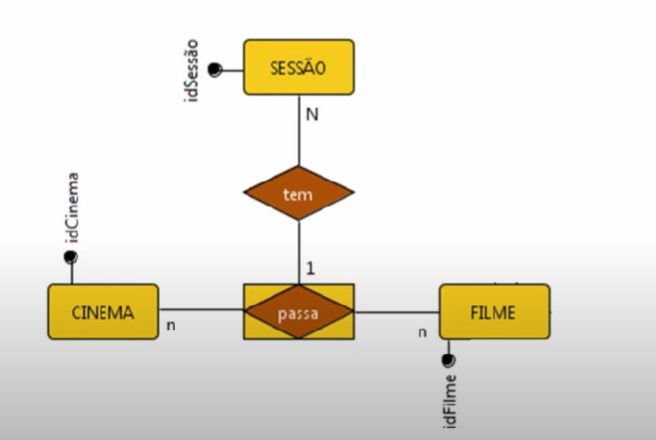 idSessão
SESSÃO
N
tem
idCinema
1
CINEMA
n
passa
n
FILME
idFilme